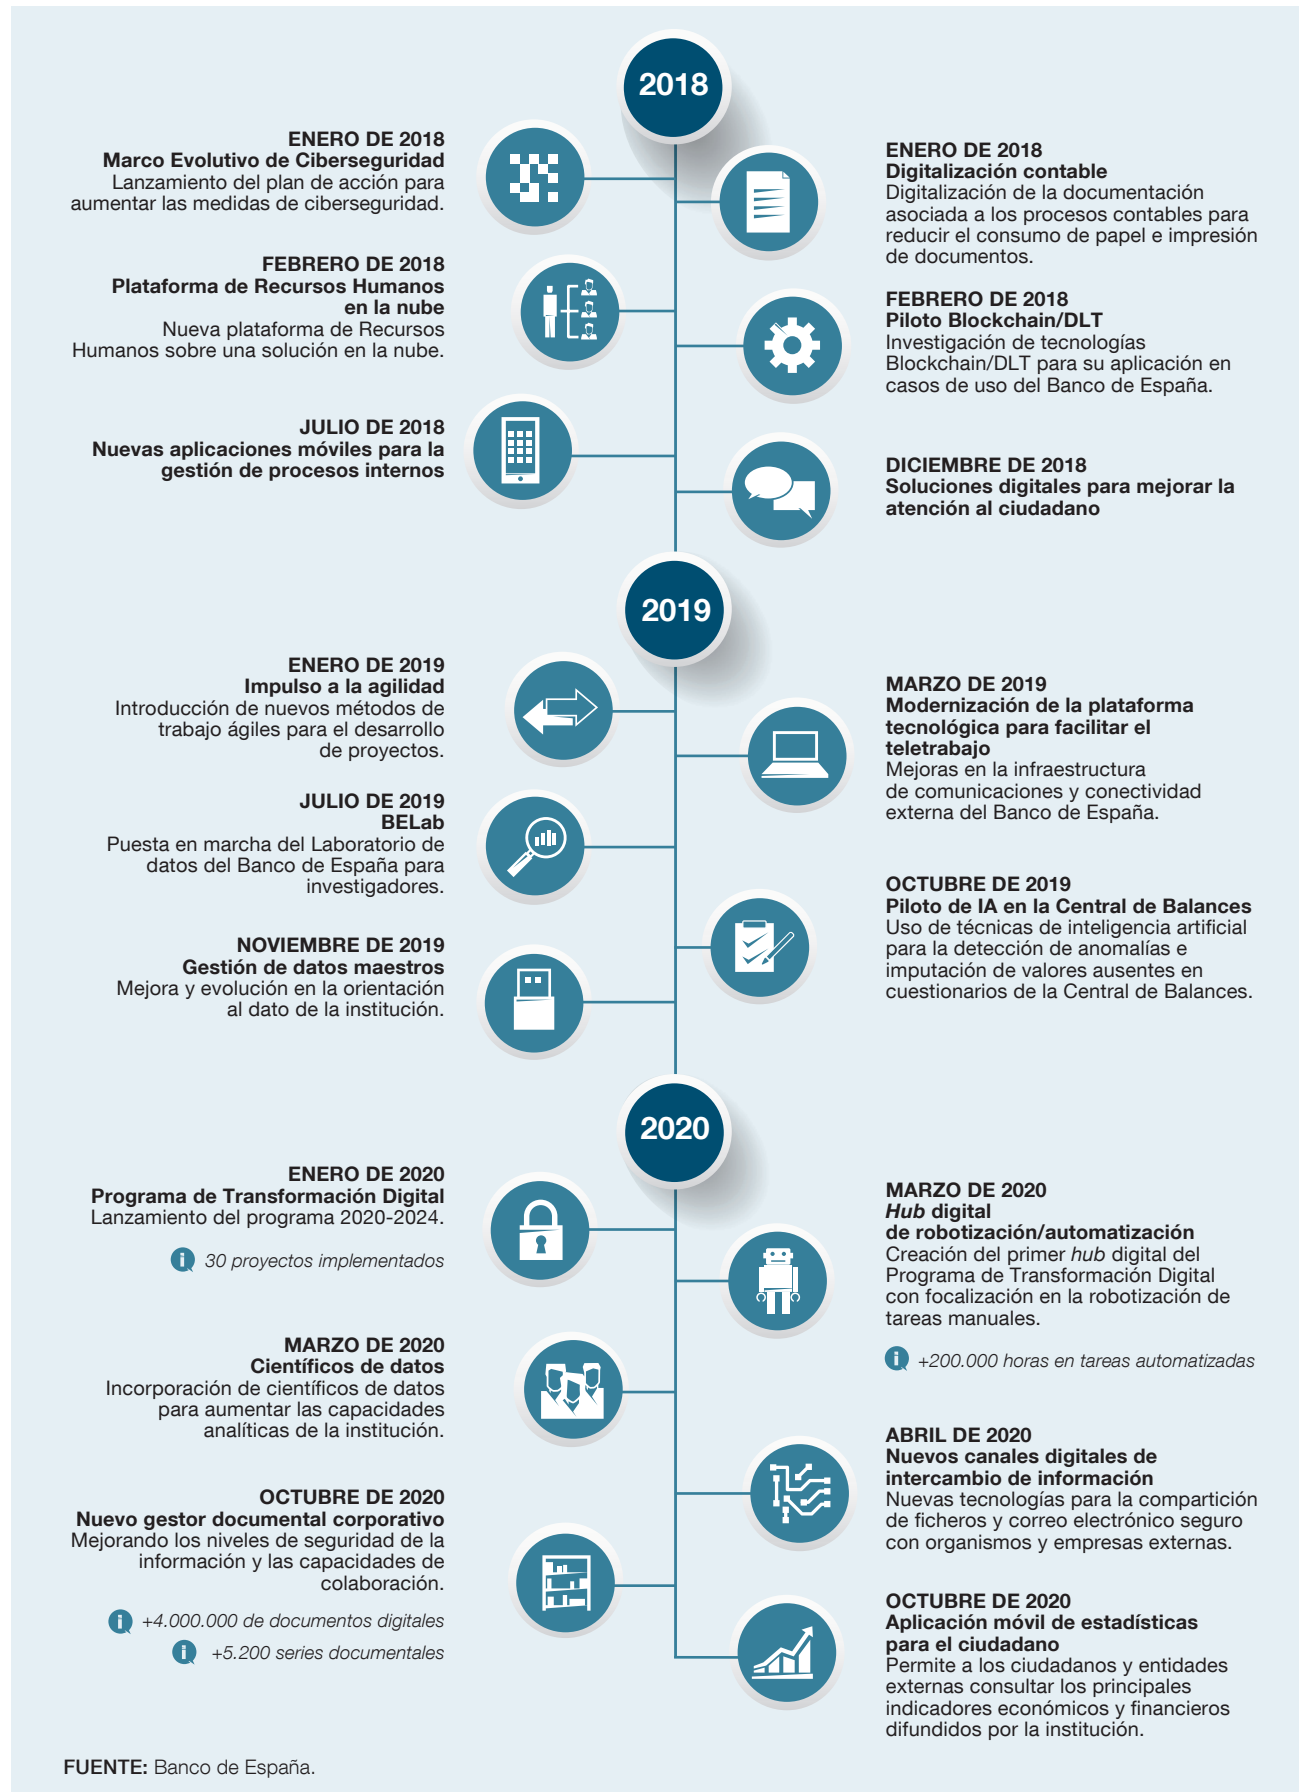 2018
ENERO DE 2018
Marco Evolutivo de Ciberseguridad
Lanzamiento del plan de acción para
aumentar las medidas de ciberseguridad.
ENERO DE 2018
Digitalización contable
Digitalización de la documentación
asociada a los procesos contables para
reducir el consumo de papel e impresión
de documentos.
FEBRERO DE 2018
Plataforma de Recursos Humanos
en la nube
Nueva plataforma de Recursos
Humanos sobre una solución en la nube.
FEBRERO DE 2018
Piloto Blockchain/DLT
Investigación de tecnologías
Blockchain/DLT para su aplicación en
casos de uso del Banco de España.
JULIO DE 2018
Nuevas aplicaciones móviles para la
gestión de procesos internos
DICIEMBRE DE 2018
Soluciones digitales para mejorar la
atención al ciudadano
2019
ENERO DE 2019
Impulso a la agilidad
Introducción de nuevos métodos de
trabajo ágiles para el desarrollo
de proyectos.
MARZO DE 2019
Modernización de la plataforma
tecnológica para facilitar el
teletrabajo
Mejoras en la infraestructura
de comunicaciones y conectividad
externa del Banco de España.
JULIO DE 2019
BELab
Puesta en marcha del Laboratorio de
datos del Banco de España para
investigadores.
OCTUBRE DE 2019
Piloto de IA en la Central de Balances
Uso de técnicas de inteligencia artificial
para la detección de anomalías e
imputación de valores ausentes en
cuestionarios de la Central de Balances.
NOVIEMBRE DE 2019
Gestión de datos maestros
Mejora y evolución en la orientación
al dato de la institución.
2020
ENERO DE 2020
Programa de Transformación Digital
Lanzamiento del programa 2020-2024.
i 30 proyectos implementados
MARZO DE 2020
Hub digital
de robotización/automatización
Creación del primer hub digital del
Programa de Transformación Digital
con focalización en la robotización de
tareas manuales.
i +200.000 horas en tareas automatizadas
MARZO DE 2020
Científicos de datos
Incorporación de científicos de datos
para aumentar las capacidades
analíticas de la institución.
ABRIL DE 2020
Nuevos canales digitales de
intercambio de información
Nuevas tecnologías para la compartición
de ficheros y correo electrónico seguro
con organismos y empresas externas.
OCTUBRE DE 2020
Nuevo gestor documental corporativo
Mejorando los niveles de seguridad de la
información y las capacidades de
colaboración.
i +4.000.000 de documentos digitales
i +5.200 series documentales
OCTUBRE DE 2020
Aplicación móvil de estadísticas
para el ciudadano
Permite a los ciudadanos y entidades
externas consultar los principales
indicadores económicos y financieros
difundidos por la institución.
FUENTE: Banco de España.